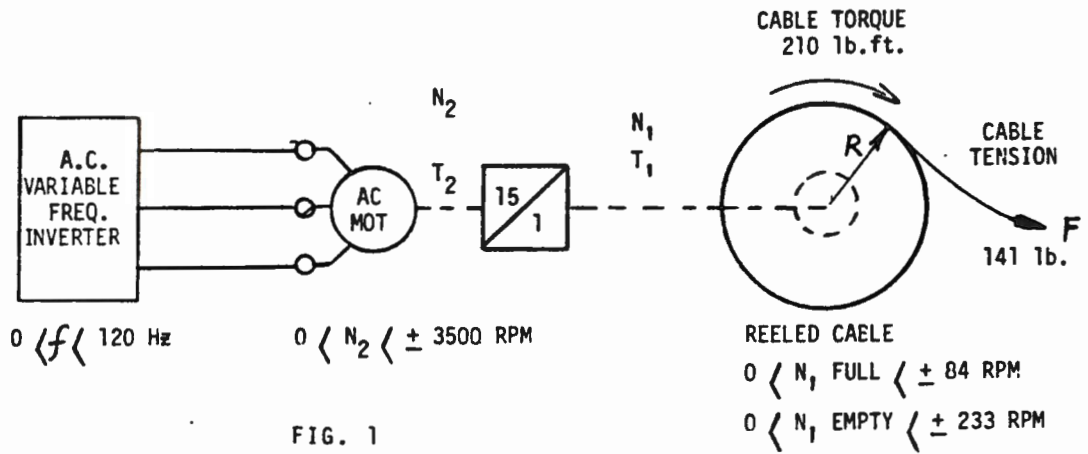 CABLE TORQUE
210 lb.ft.
N2
N1
T1
CABLE
TENSION
R
A.C.
VARIABLE
FREQ.
INVERTER
AC
MOT
T2
15
1
F
141 lb.
0 ⟨f⟨ 120 Hz
0 ⟨ N2 ⟨ ± 3500 RPM
REELED CABLE
0 ⟨ N1 FULL ⟨ ± 84 RPM
0 ⟨ N1 EMPTY ⟨ ± 233 RPM
FIG. 1